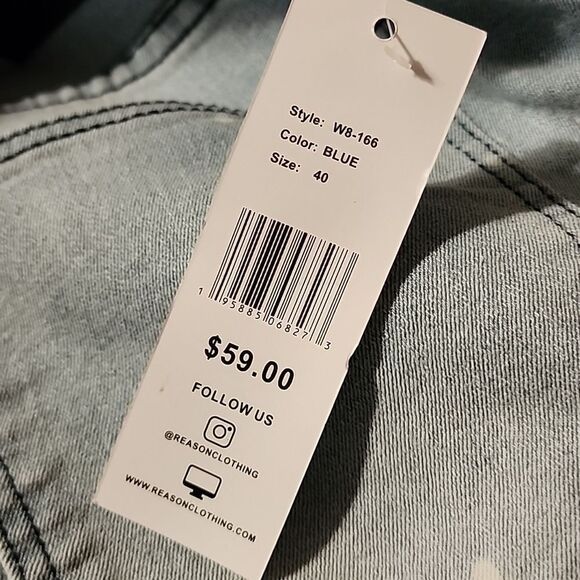 Style: W8-166
Color: BLUE
Size: 40
1 95885 06827 3
$59.00
FOLLOW US
@REASONCLOTHING
WWW.REASONCLOTHING.COM